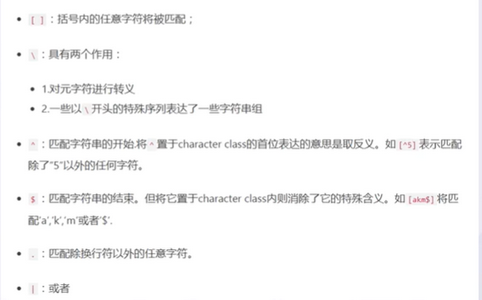 [ ]：括号内的任意字符将被匹配；
\：具有两个作用：
1.对元字符进行转义
2.一些以\开头的特殊序列表达了一些字符串组
^：匹配字符串的开始.将^置于character class的首位表达的意思是取反义。如[^5]表示匹配
除了"5"以外的任何字符。
$：匹配字符串的结束。但将它置于character class内则消除了它的特殊含义。如[akm$]将匹
配'a','k','m'或者'$'.
.：匹配除换行符以外的任意字符。
|：或者